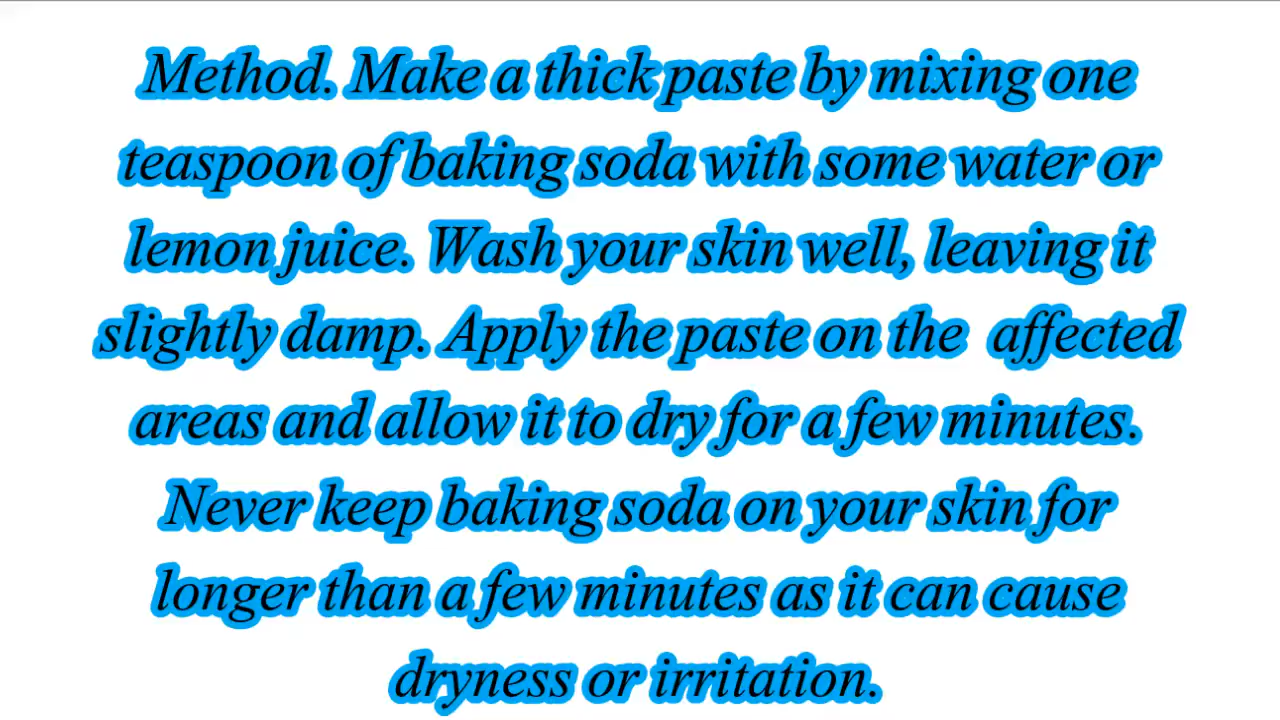 Method. Make a thick paste by mixing one
teaspoon of baking soda with some water or
lemon juice. Wash your skin well, leaving it
slightly damp. Apply the paste on the  affected
areas and allow it to dry for a few minutes.
Never keep baking soda on your skin for
longer than a few minutes as it can cause
dryness or irritation.